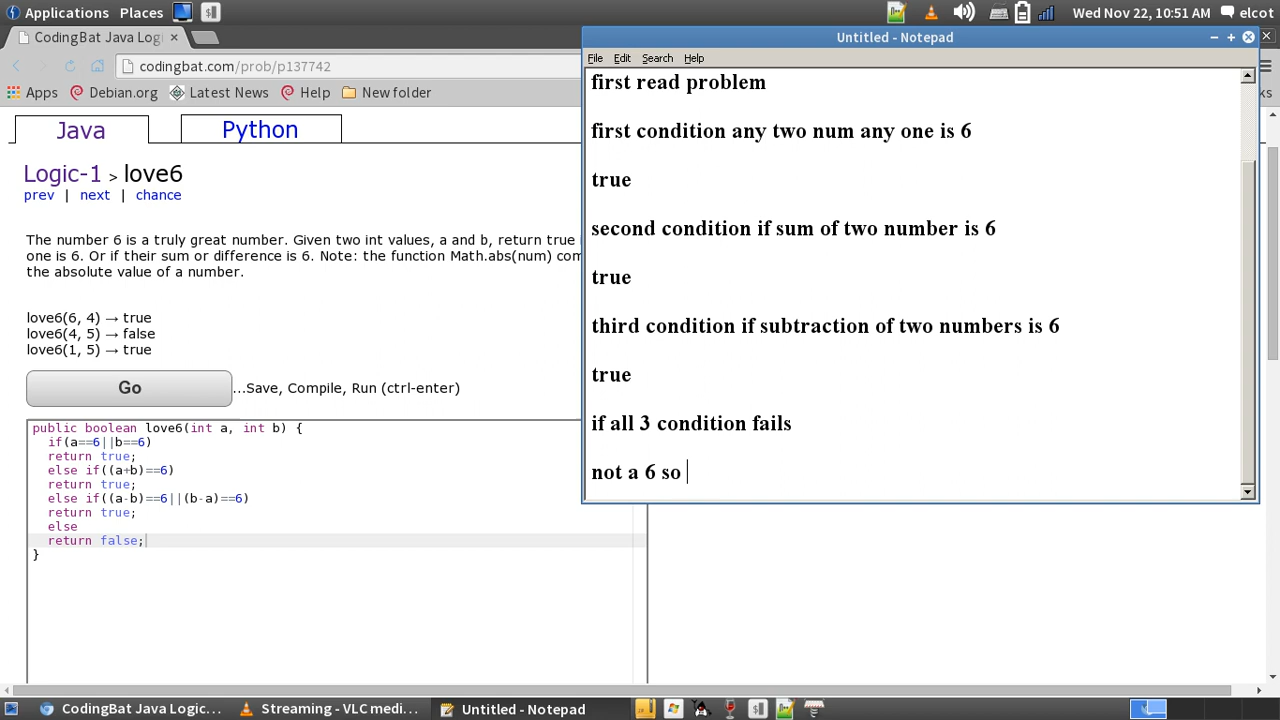 Applications Places
Wed Nov 22, 10:51 AM elcot
CodingBat Java Logi
Untitled - Notepad
codingbat.com/prob/p137742
Apps Debian.org Latest News Help New folder
File Edit Search Help
Java Python
Logic-1 > love6
prev | next | chance
The number 6 is a truly great number. Given two int values, a and b, return true
one is 6. Or if their sum or difference is 6. Note: the function Math.abs(num) com
the absolute value of a number.
love6(6, 4) → true
love6(4, 5) → false
love6(1, 5) → true
Go ...Save, Compile, Run (ctrl-enter)
public boolean love6(int a, int b) {
if(a==6||b==6)
return true;
else if((a+b)==6)
return true;
else if((a-b)==6||(b-a)==6)
return true;
else
return false;
}
first read problem
first condition any two num any one is 6
true
second condition if sum of two number is 6
true
third condition if subtraction of two numbers is 6
true
if all 3 condition fails
not a 6 so
CodingBat Java Logic... Streaming - VLC medi... Untitled - Notepad